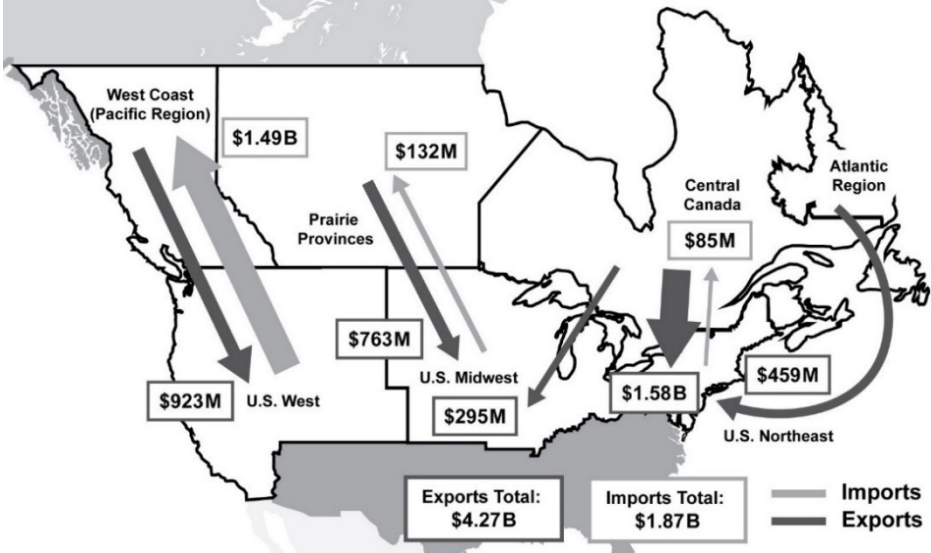 West Coast
(Pacific Region)
$1.49B
$132M
Atlantic
Region
Central
Canada
$85M
Prairie
Provinces
$763M
U.S. Midwest
$459M
$923M
U.S. West
$295M
$1.58B
U.S. Northeast
Exports Total:
$4.27B
Imports Total:
$1.87B
Imports
Exports